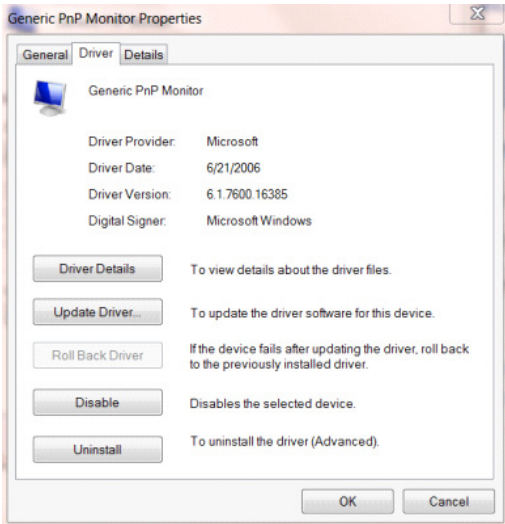 Generic PnP Monitor Properties
General Driver Details
Generic PnP Monitor
Driver Provider: Microsoft
Driver Date: 6/21/2006
Driver Version: 6.1.7600.16385
Digital Signer: Microsoft Windows
Driver Details To view details about the driver files.
Update Driver... To update the driver software for this device.
Roll Back Driver If the device fails after updating the driver, roll back
to the previously installed driver.
Disable Disables the selected device.
Uninstall To uninstall the driver (Advanced).
OK Cancel